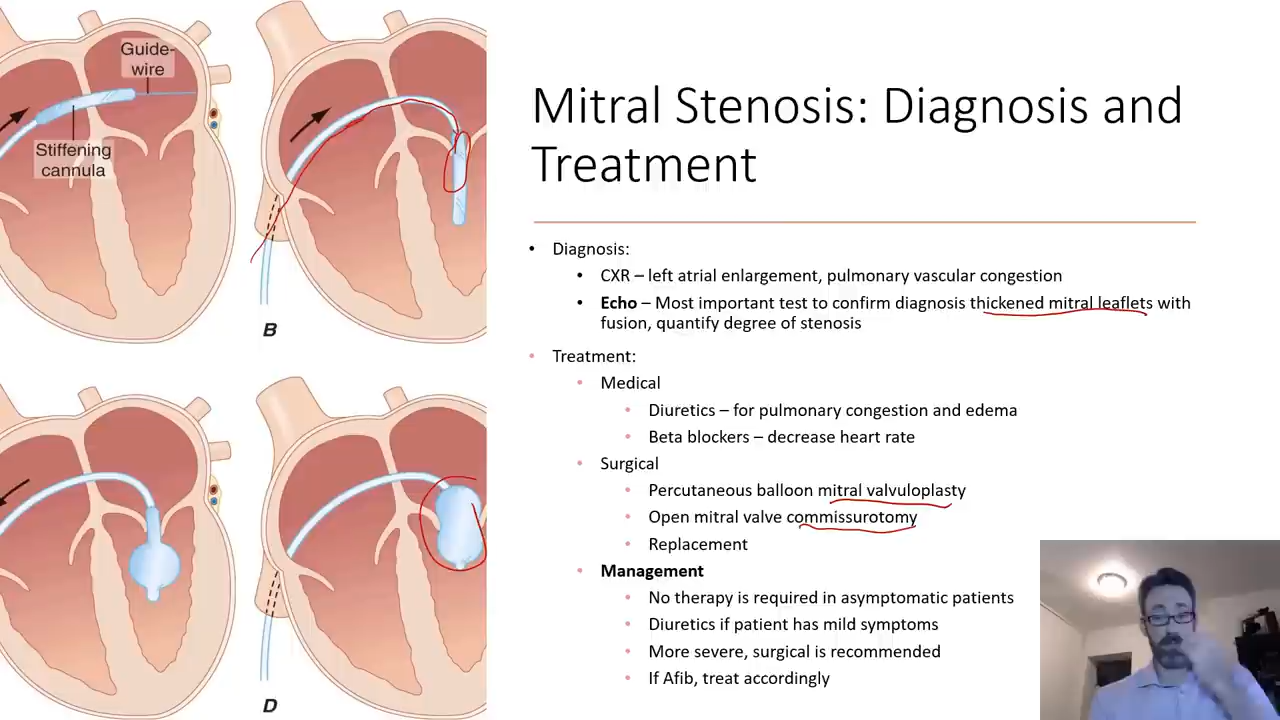 Guide-
wire
Stiffening
cannula
B
D
Mitral Stenosis: Diagnosis and
Treatment
• Diagnosis:
• CXR – left atrial enlargement, pulmonary vascular congestion
• Echo – Most important test to confirm diagnosis thickened mitral leaflets with
fusion, quantify degree of stenosis
• Treatment:
• Medical
• Diuretics – for pulmonary congestion and edema
• Beta blockers – decrease heart rate
• Surgical
• Percutaneous balloon mitral valvuloplasty
• Open mitral valve commissurotomy
• Replacement
• Management
• No therapy is required in asymptomatic patients
• Diuretics if patient has mild symptoms
• More severe, surgical is recommended
• If Afib, treat accordingly